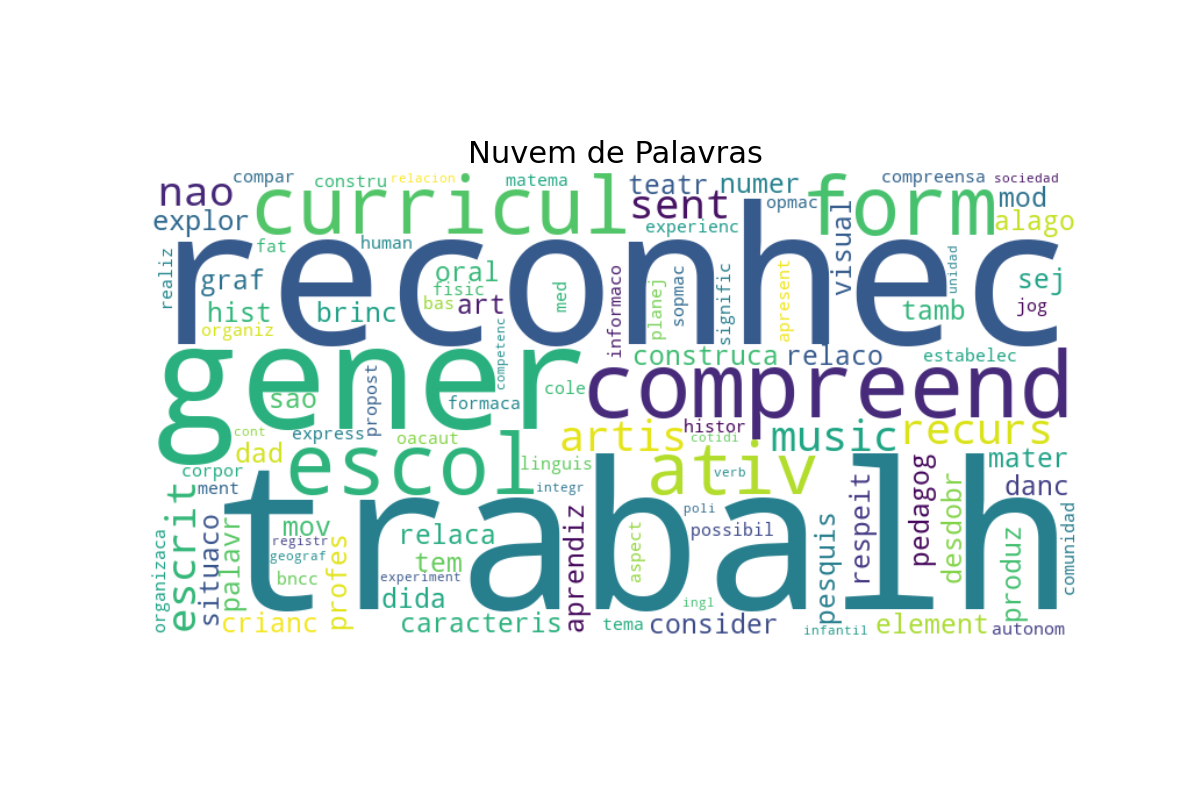 Nuvem de Palavras
compar
constru
relacion
matema
teatr
numer
compreensa
sociedad
nao
curricul
sent
opmac
form
mod
explor
experienc
visual
alago
reconhec
realiz
fat
human
graf
oral
fisic
med
informaco
planej
sopmac
signific
apresent
unidad
sej
hist
brinc
bas
art
tamb
jog
organiz
competenc
gener
construca
relaco
estabelec
propost
sao
formaca
cole
compreend
cont
express
oacaut
artis
histor
cotidi
music
recurs
dad
escol
linguis
ativ
verb
mater
corpor
ment
integr
danc
trabalh
organizaca
escrit
situaco
palavr
mov
registr
geograf
bncc
profes
relaca
tem
experiment
dida
aprendiz
aspect
poli
possibil
pesquis
respeit
pedagog
desdobr
produz
comunidad
crianc
caracteris
tema
ingl
consider
infantil
element
autonom